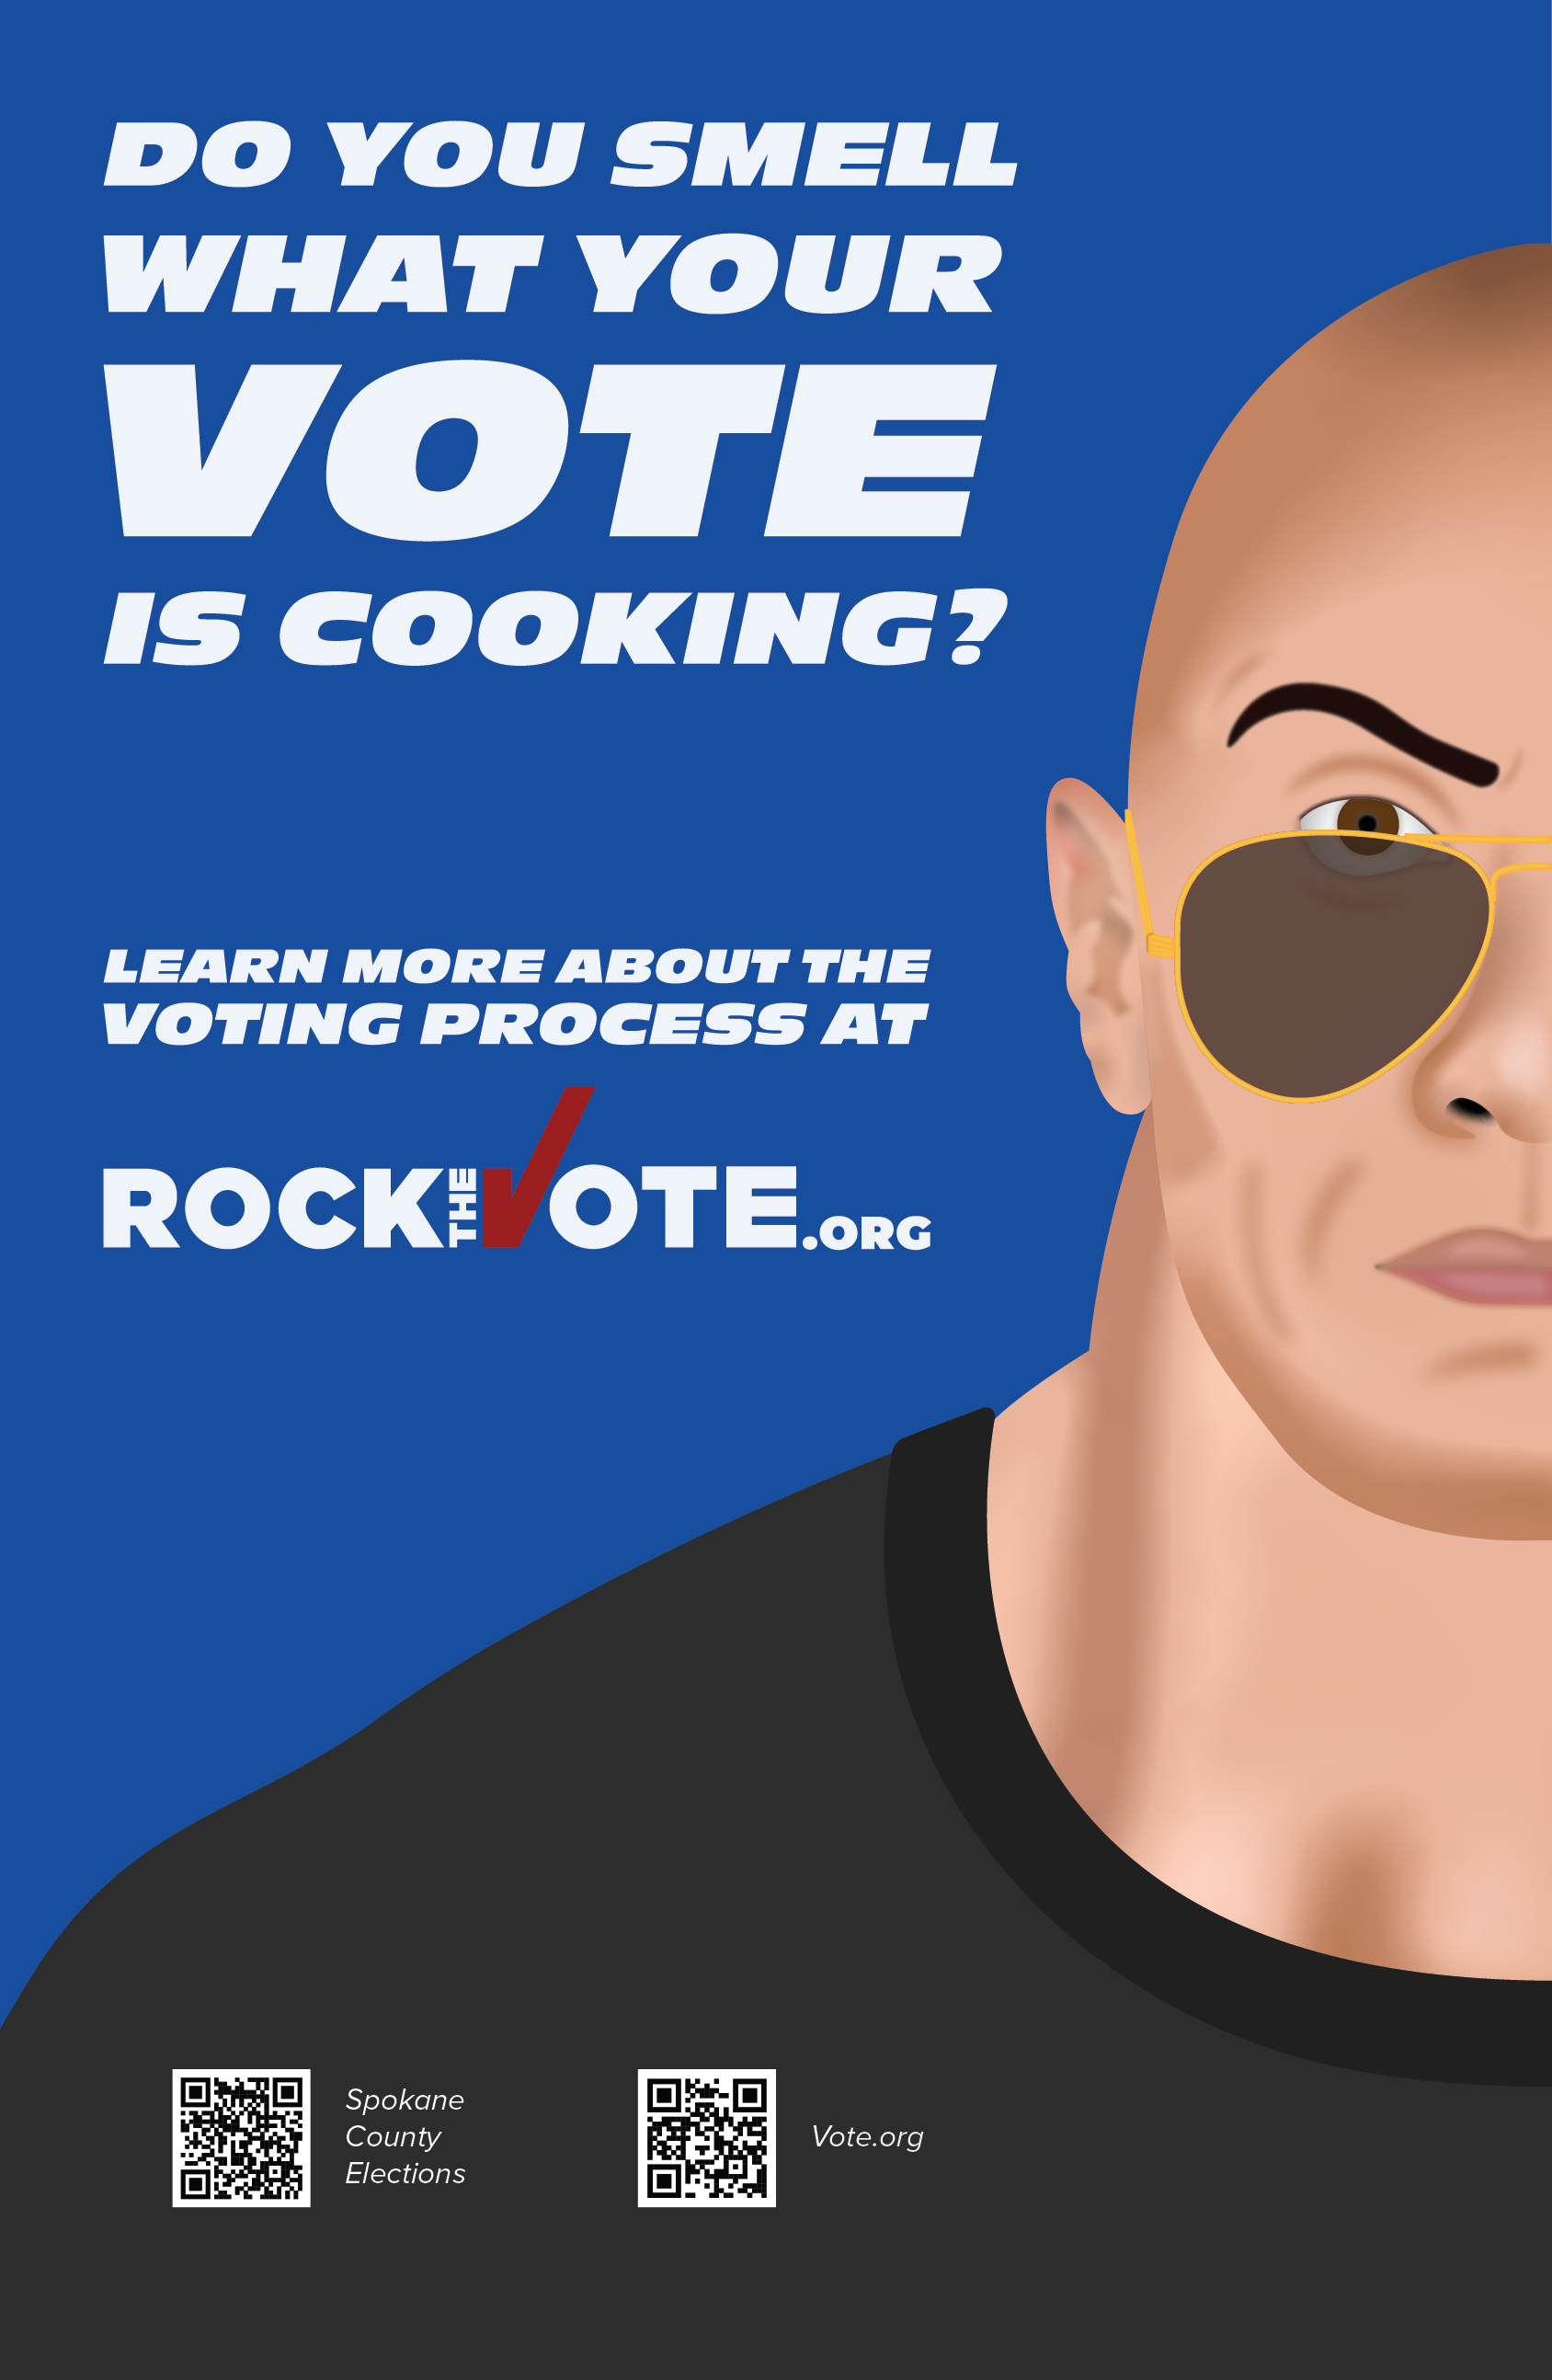 DO YOU SMELL
WHAT YOUR
VOTE
IS COOKING?
LEARN MORE ABOUT THE
VOTING PROCESS AT
ROCK THE VOTE.ORG
Spokane
County
Elections
Vote.org